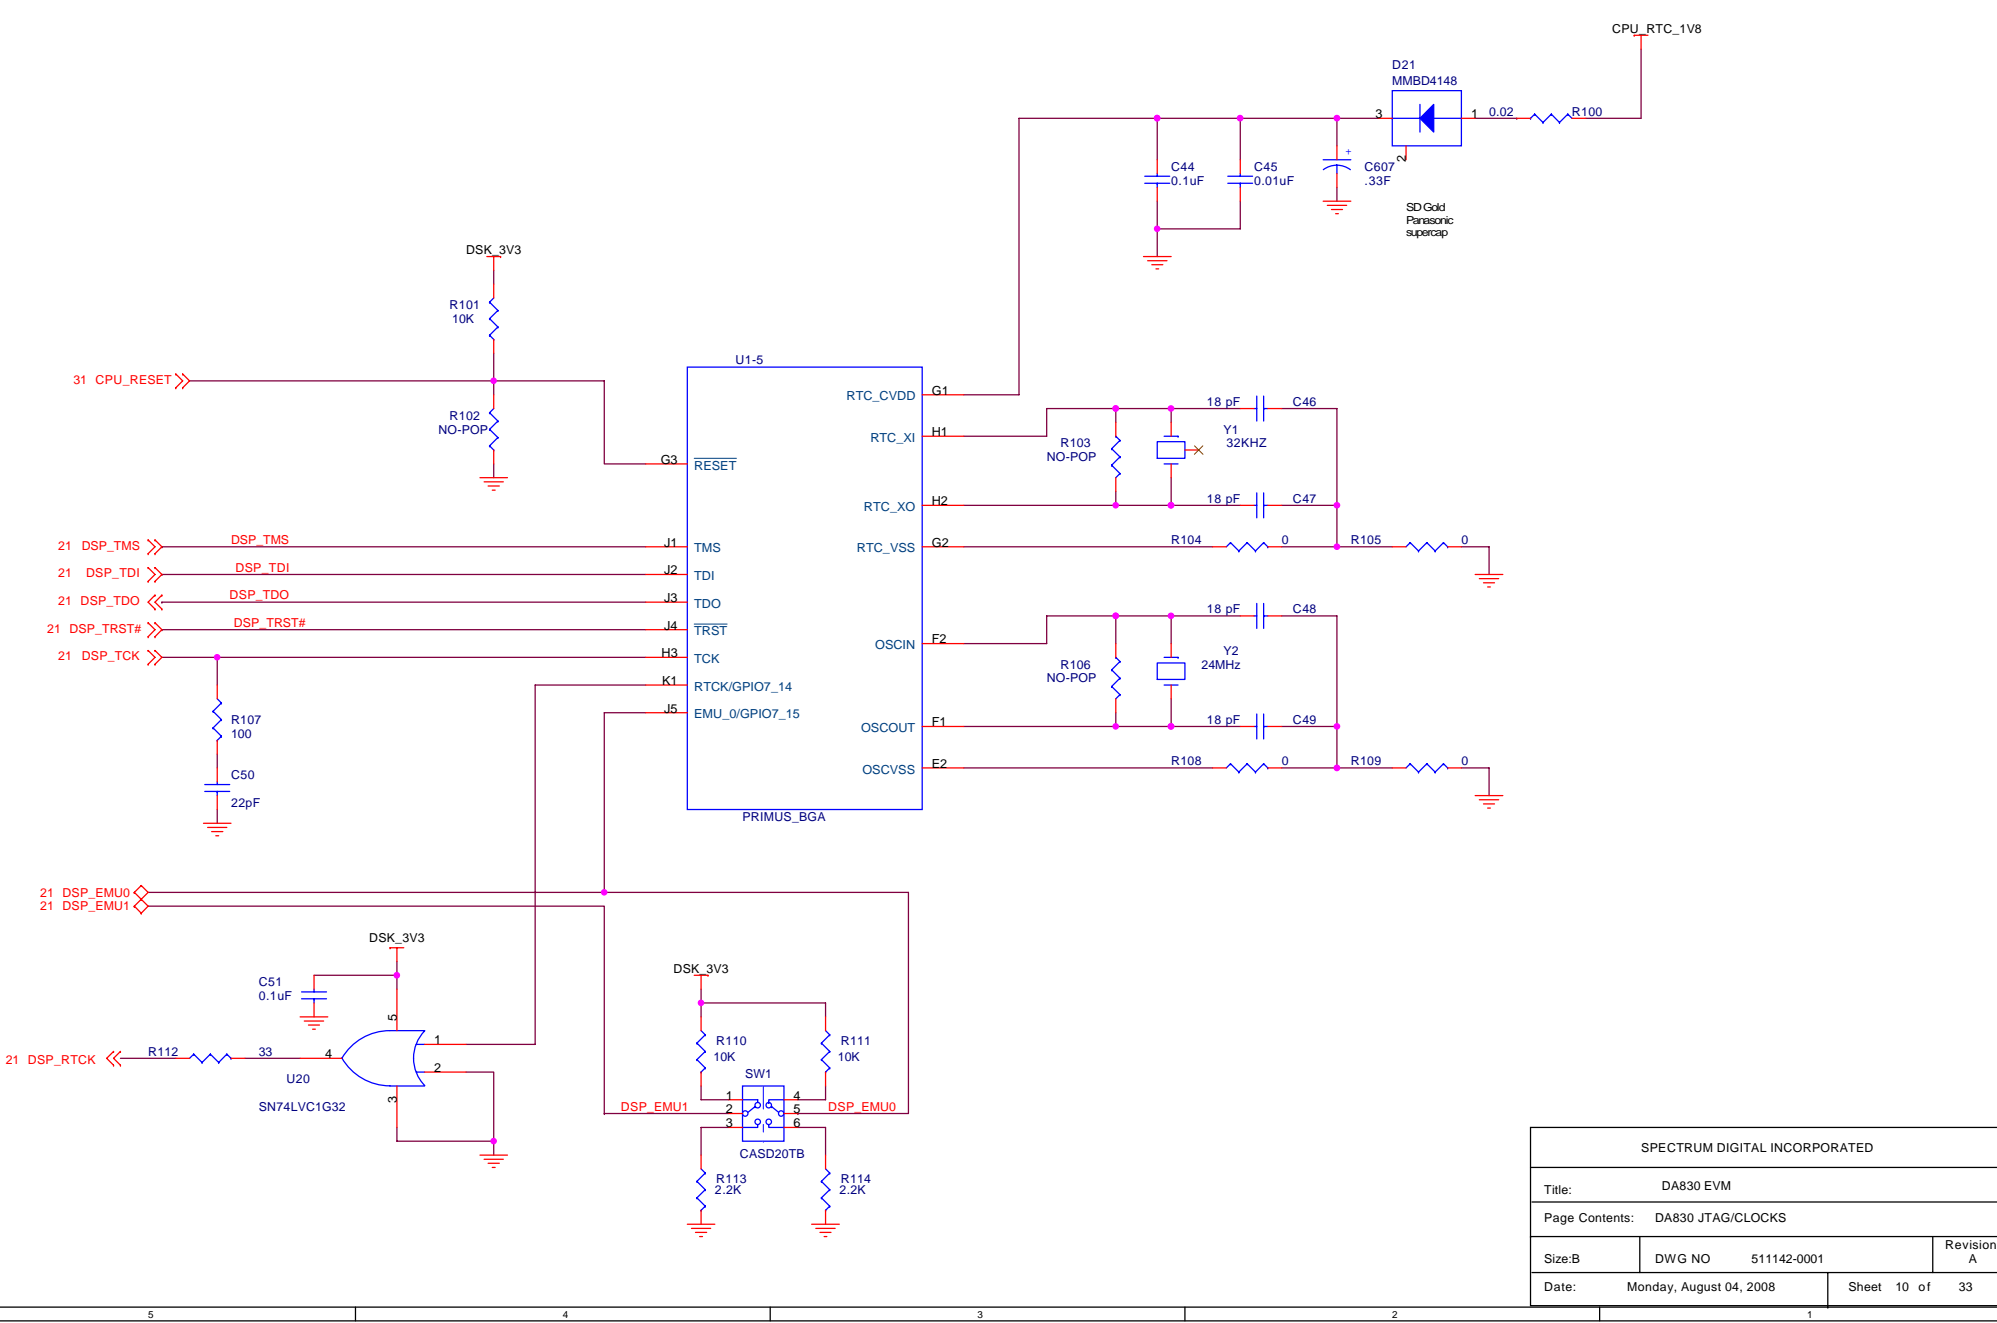 CPU_RTC_1V8
D21
MMBD4148
3
1
0.02
R100
2
C44
0.1uF
C45
0.01uF
+
C607
.33F
SD Gold
Panasonic
supercap
DSK_3V3
R101
10K
31 CPU_RESET
R102
NO-POP
U1-5
G3
RESET
RTC_CVDD
G1
RTC_XI
H1
RTC_XO
H2
RTC_VSS
G2
18 pF
C46
R103
NO-POP
Y1
32KHZ
18 pF
C47
R104
0
R105
0
21 DSP_TMS
DSP_TMS
J1
TMS
21 DSP_TDI
DSP_TDI
J2
TDI
21 DSP_TDO
DSP_TDO
J3
TDO
21 DSP_TRST#
DSP_TRST#
J4
TRST
21 DSP_TCK
H3
TCK
K1
RTCK/GPIO7_14
J5
EMU_0/GPIO7_15
OSCIN
F2
OSCOUT
F1
OSCVSS
E2
18 pF
C48
R106
NO-POP
Y2
24MHz
18 pF
C49
R108
0
R109
0
R107
100
C50
22pF
PRIMUS_BGA
21 DSP_EMU0
21 DSP_EMU1
DSK_3V3
C51
0.1uF
5
1
2
3
4
21 DSP_RTCK
R112
33
U20
SN74LVC1G32
DSK_3V3
R110
10K
R111
10K
SW1
DSP_EMU1
1
2
3
4
5
6
DSP_EMU0
CASD20TB
R113
2.2K
R114
2.2K
SPECTRUM DIGITAL INCORPORATED
Title: DA830 EVM
Page Contents: DA830 JTAG/CLOCKS
Size:B DWG NO 511142-0001 Revision
A
Date: Monday, August 04, 2008 Sheet 10 of 33
5 4 3 2 1